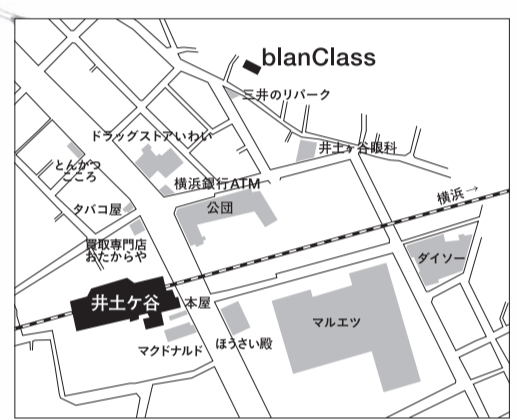 blanClass
三井のリパーク
ドラッグストアいわい
井土ヶ谷眼科
とんかつ
こころ
横浜銀行ATM
横浜→
タバコ屋
公団
買取専門店
おたからや
ダイソー
井土ケ谷
本屋
マルエツ
ほうさい殿
マクドナルド